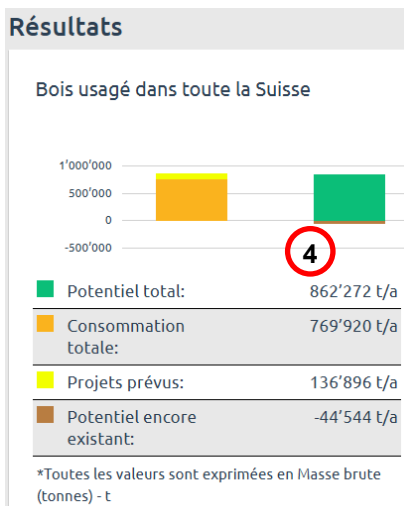 Résultats
Bois usagé dans toute la Suisse
1’000’000
500’000
0
-500’000
4
Potentiel total: 862’272 t/a
Consommation 769’920 t/a
totale:
Projets prévus: 136’896 t/a
Potentiel encore -44’544 t/a
existant:
*Toutes les valeurs sont exprimées en Masse brute
(tonnes) - t